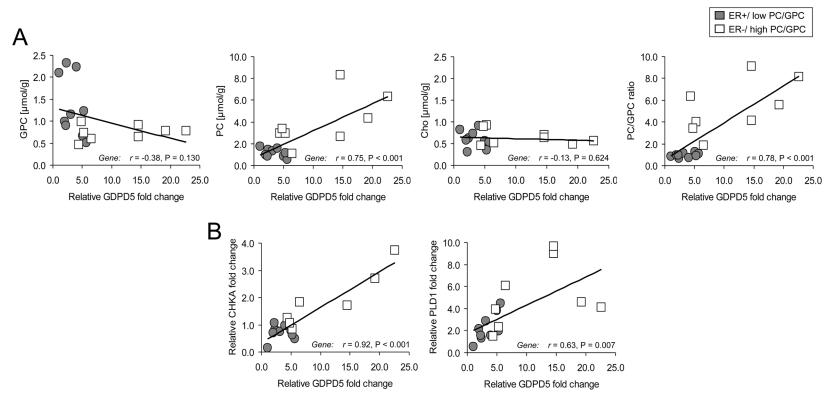 ER+/ low PC/GPC
ER-/ high PC/GPC
A
GPC [µmol/g]
2.5
2.0
1.5
1.0
0.5
0.0
Gene: r = -0.38, P = 0.130
0.0 5.0 10.0 15.0 20.0 25.0
Relative GDPD5 fold change
PC [µmol/g]
10.0
8.0
6.0
4.0
2.0
0.0
Gene: r = 0.75, P < 0.001
0.0 5.0 10.0 15.0 20.0 25.0
Relative GDPD5 fold change
Cho [µmol/g]
2.5
2.0
1.5
1.0
0.5
0.0
Gene: r = -0.13, P = 0.624
0.0 5.0 10.0 15.0 20.0 25.0
Relative GDPD5 fold change
PC/GPC ratio
10.0
8.0
6.0
4.0
2.0
0.0
Gene: r = 0.78, P < 0.001
0.0 5.0 10.0 15.0 20.0 25.0
Relative GDPD5 fold change
B
Relative CHKA fold change
4.0
3.0
2.0
1.0
0.0
Gene: r = 0.92, P < 0.001
0.0 5.0 10.0 15.0 20.0 25.0
Relative GDPD5 fold change
Relative PLD1 fold change
10.0
8.0
6.0
4.0
2.0
0.0
Gene: r = 0.63, P = 0.007
0.0 5.0 10.0 15.0 20.0 25.0
Relative GDPD5 fold change